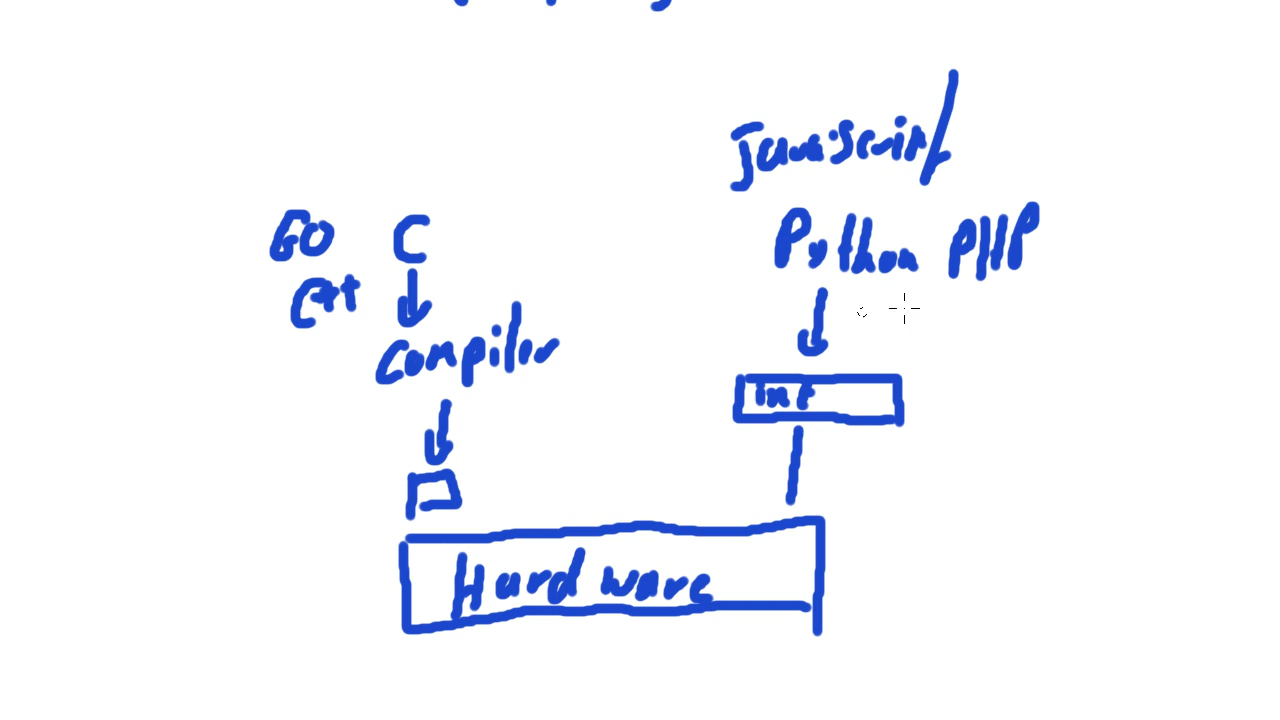 JavaScript
Python PHP
GO C
C++
Compiler
int
Hardware